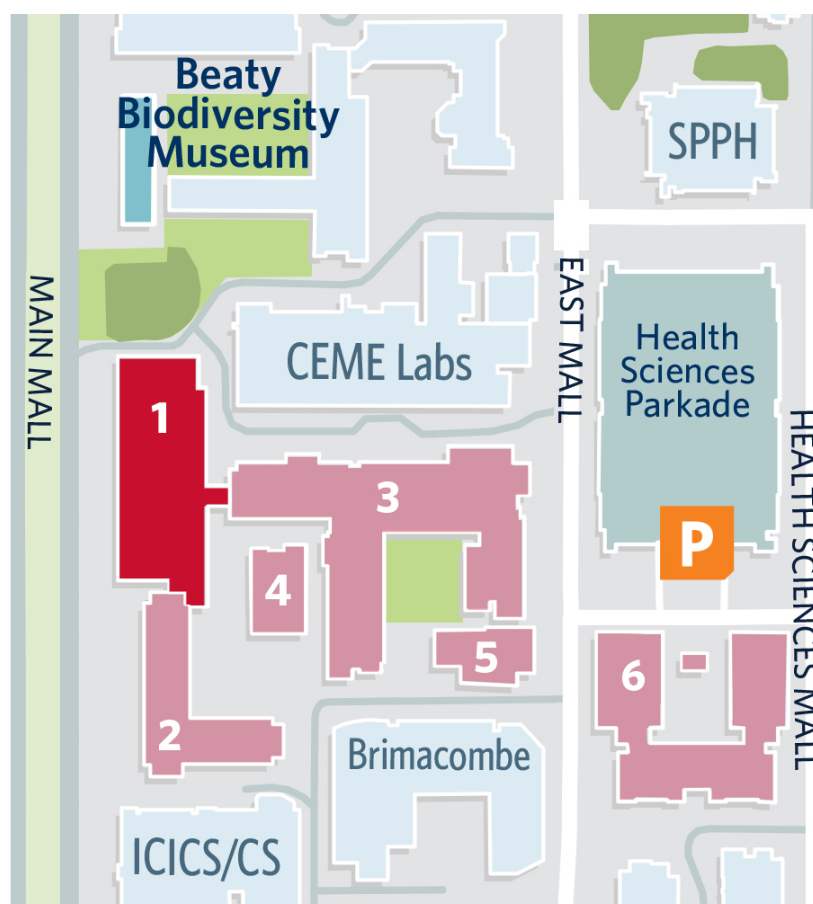 Beaty
Biodiversity
Museum
SPPH
MAIN MALL
EAST MALL
CEME Labs
Health
Sciences
Parkade
HEALTH SCIENCES MALL
1
3
P
4
5
6
2
Brimacombe
ICICS/CS